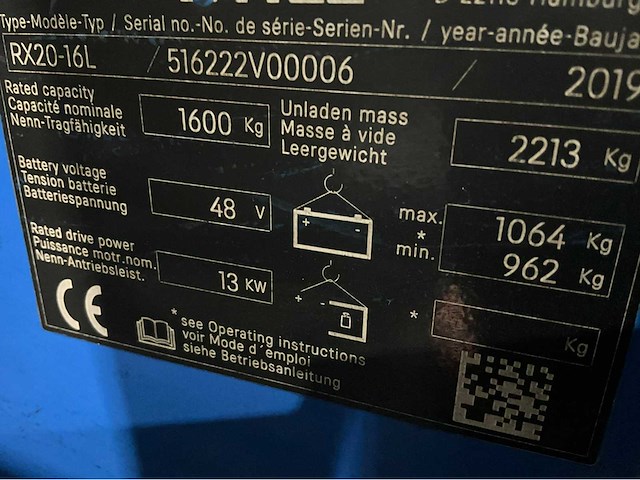 Type-Modèle-Typ / Serial no.-No. de série-Serien-Nr. / year-année-Bauja
RX20-16L / 516222V00006 / 2019
Rated capacity
Capacité nominale
Nenn-Tragfähigkeit
1600 Kg
Unladen mass
Masse à vide
Leergewicht
2213 Kg
Battery voltage
Tension batterie
Batteriespannung
48 V
+ -
max.
*
min.
1064 Kg
962 Kg
Rated drive power
Puissance motr.nom.
Nenn-Antriebsleist.
13 KW
+ -
*
Kg
CE
* see Operating instructions
voir Mode d'emploi
siehe Betriebsanleitung